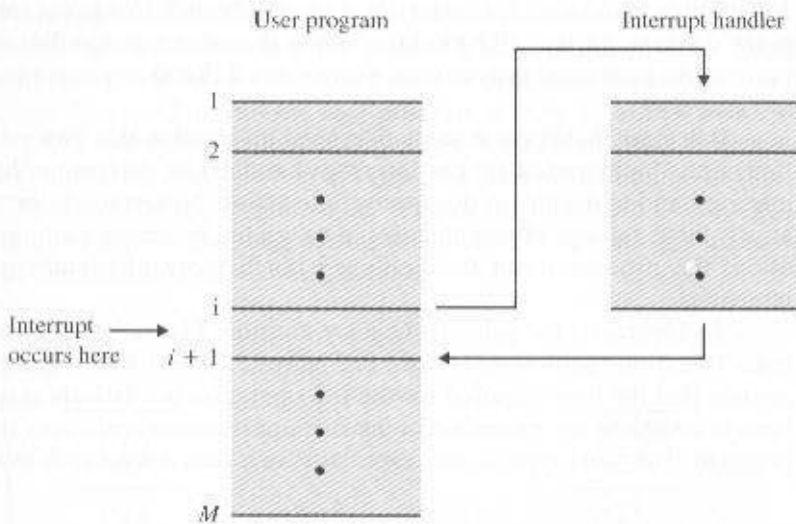 User program
Interrupt handler
1
2
i
Interrupt
occurs here
i + 1
M